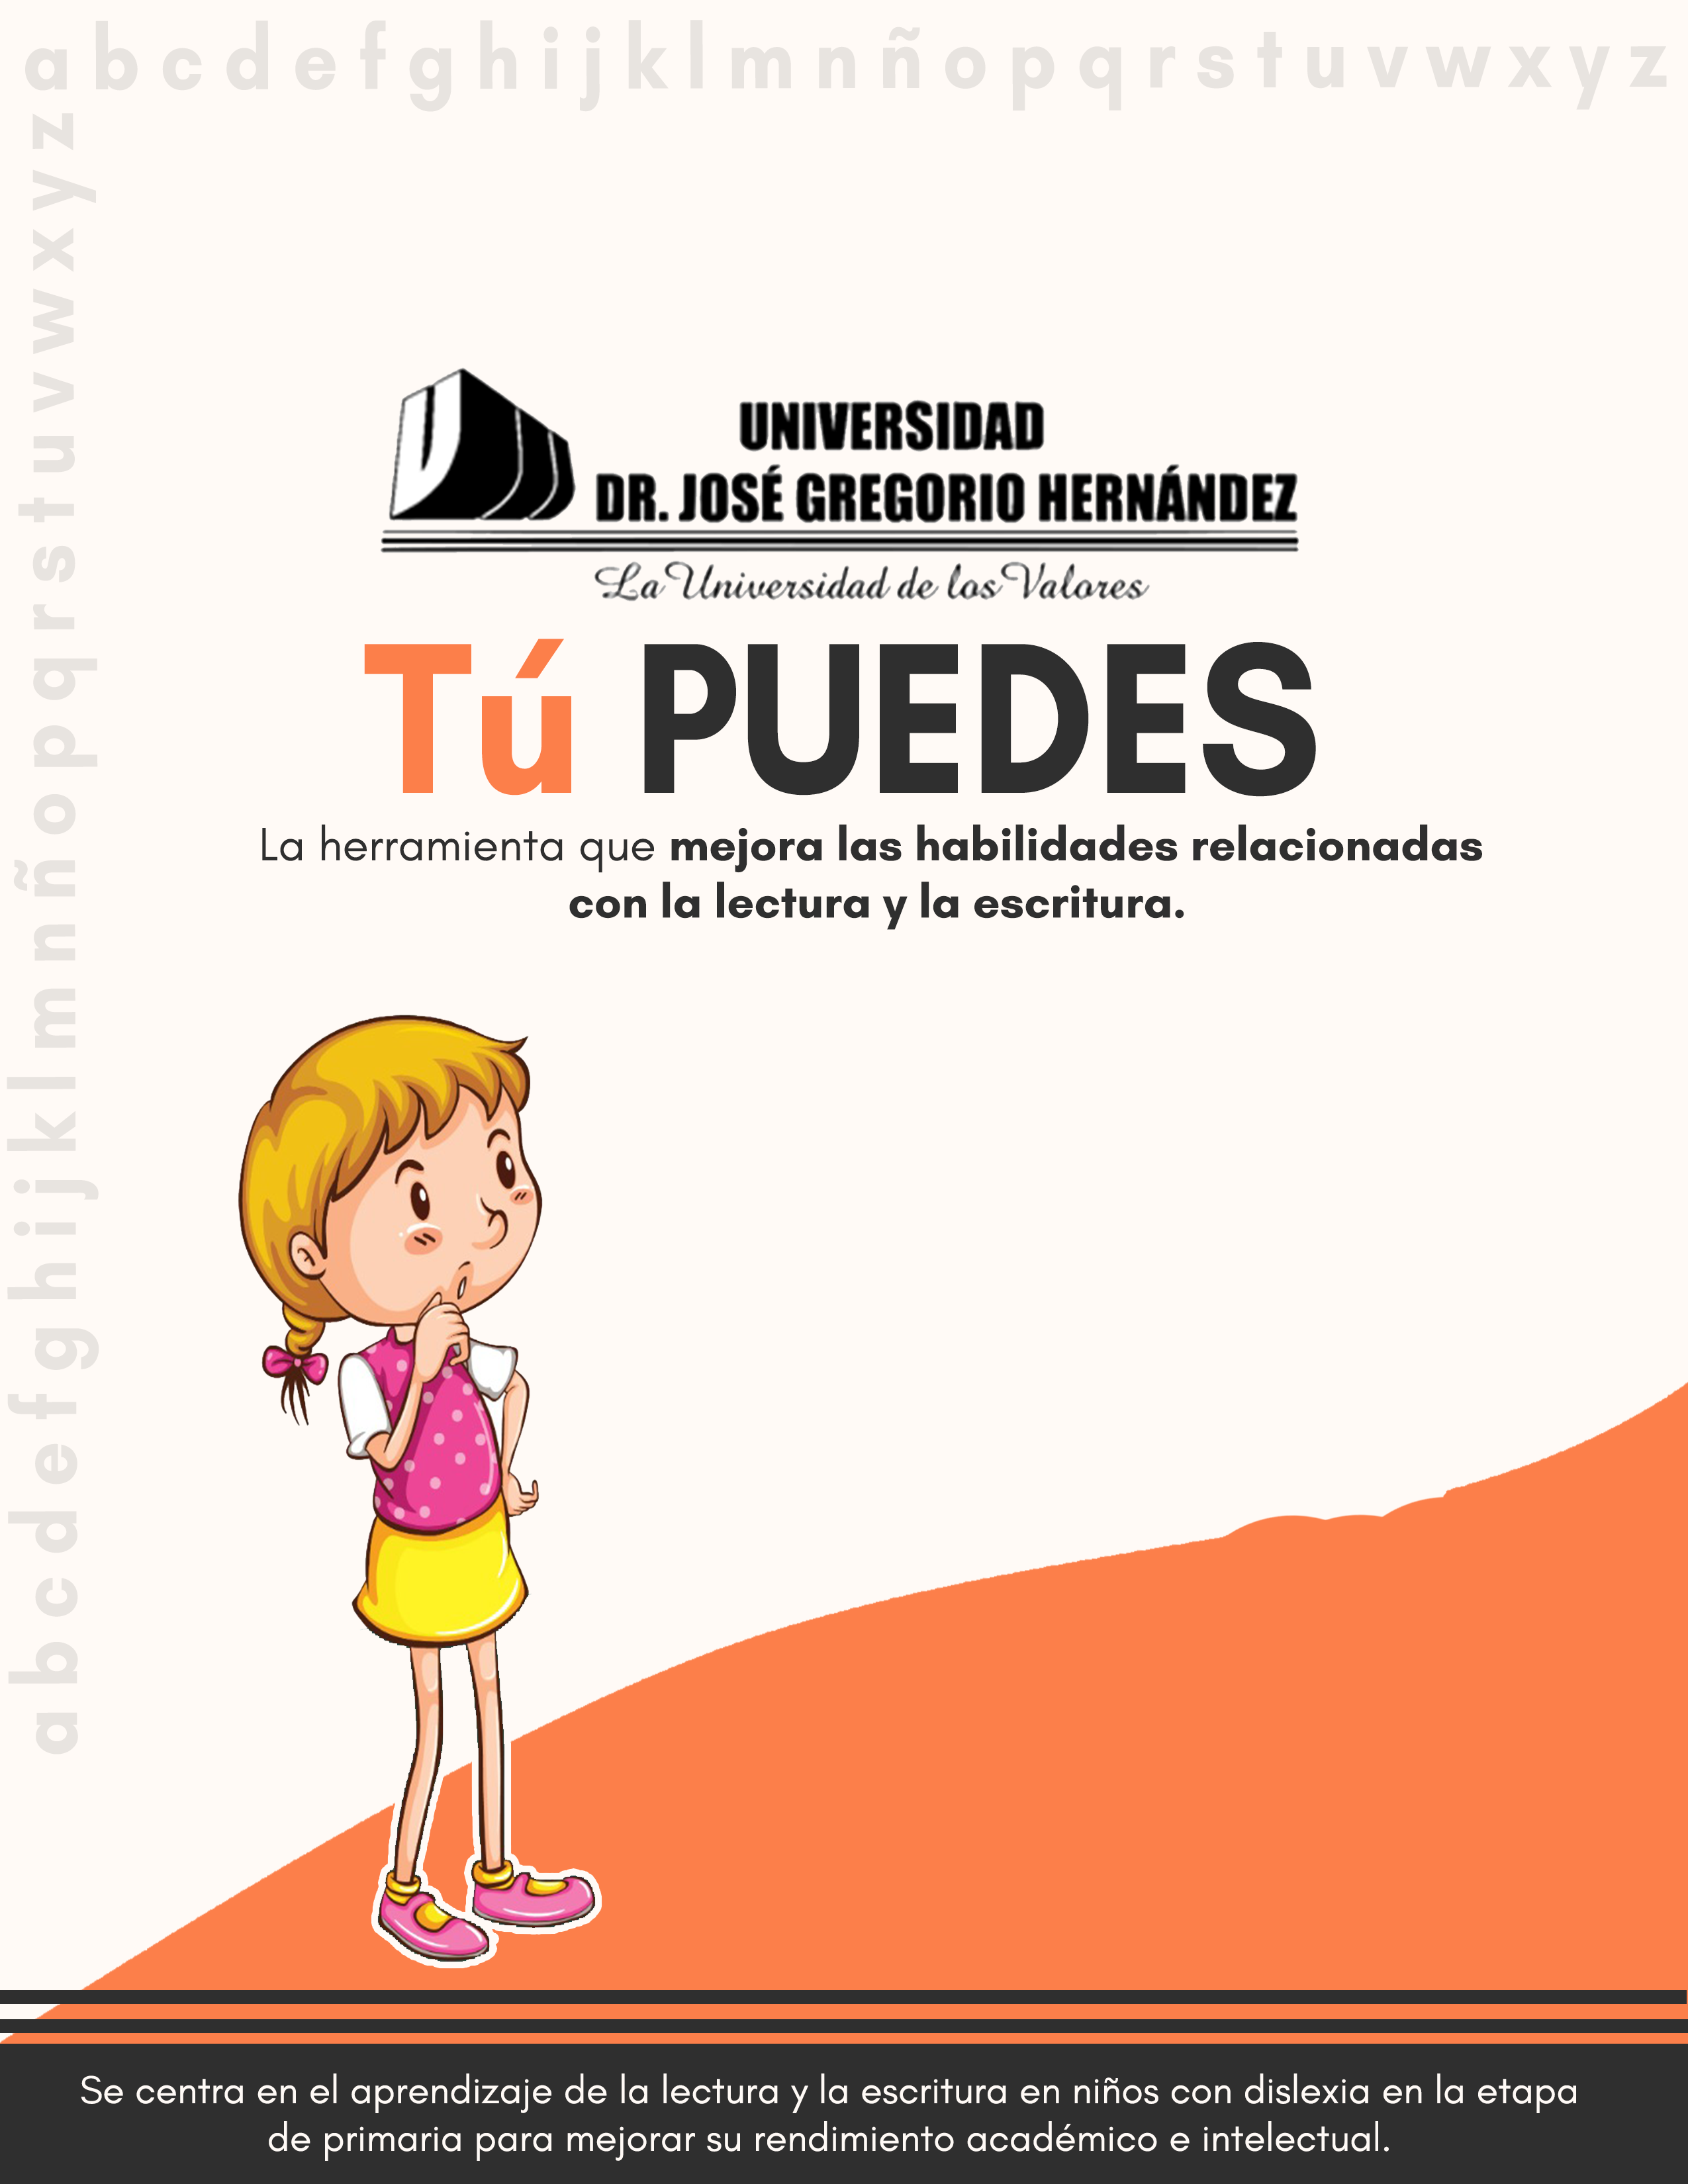 a b c d e f g h i j k l m n ñ o p q r s t u v w x y z
a b c d e f g h i j k l m n ñ o p q r s t u v w x y z
UNIVERSIDAD
DR. JOSÉ GREGORIO HERNÁNDEZ
La Universidad de los Valores
Tú PUEDES
La herramienta que mejora las habilidades relacionadas
con la lectura y la escritura.
Se centra en el aprendizaje de la lectura y la escritura en niños con dislexia en la etapa
de primaria para mejorar su rendimiento académico e intelectual.